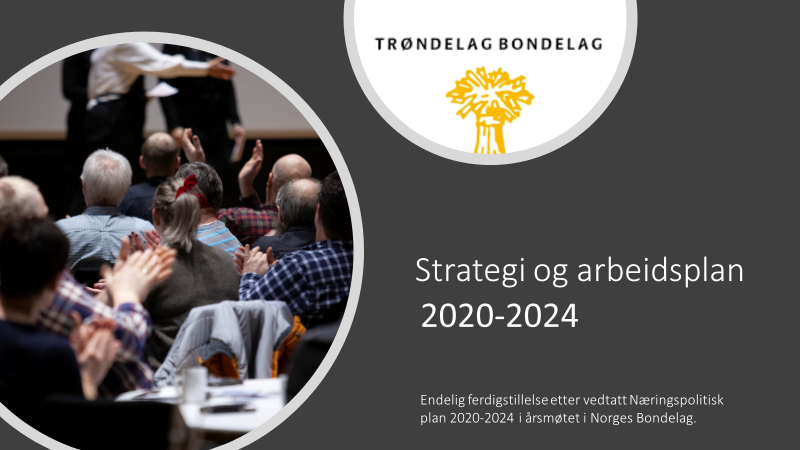 TRØNDELAG BONDELAG
Strategi og arbeidsplan
2020-2024
Endelig ferdigstillelse etter vedtatt Næringspolitisk
plan 2020-2024 i årsmøtet i Norges Bondelag.